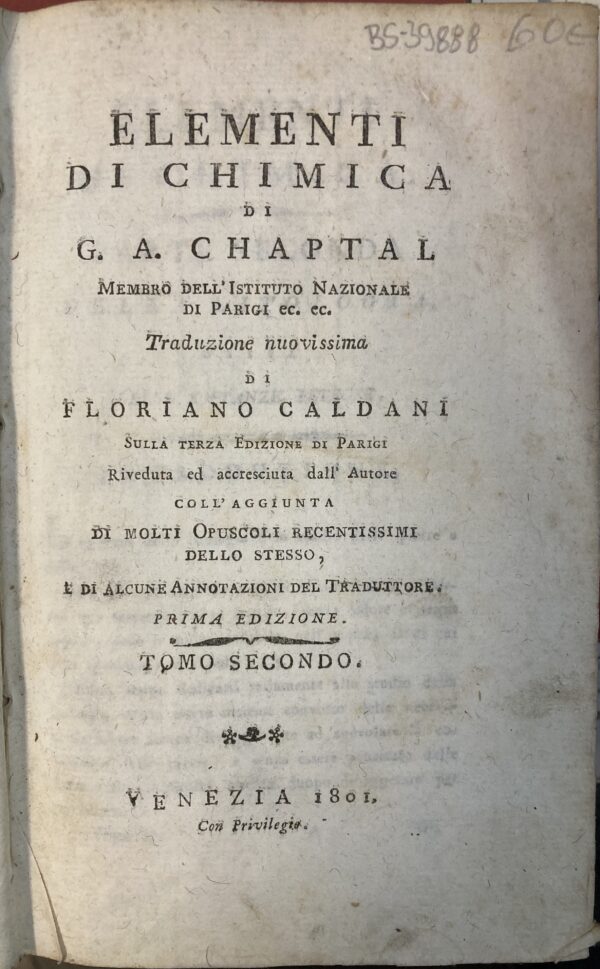 BS-39888 60€
ELEMENTI
DI CHIMICA
DI
G. A. CHAPTAL
MEMBRO DELL'ISTITUTO NAZIONALE
DI PARIGI ec. ec.
Traduzione nuovissima
DI
FLORIANO CALDANI
SULLA TERZA EDIZIONE DI PARIGI
Riveduta ed accresciuta dall' Autore
COLL'AGGIUNTA
DI MOLTI OPUSCOLI RECENTISSIMI
DELLO STESSO,
E DI ALCUNE ANNOTAZIONI DEL TRADUTTORE.
PRIMA EDIZIONE.
TOMO SECONDO.
VENEZIA 1801.
Con Privilegio.